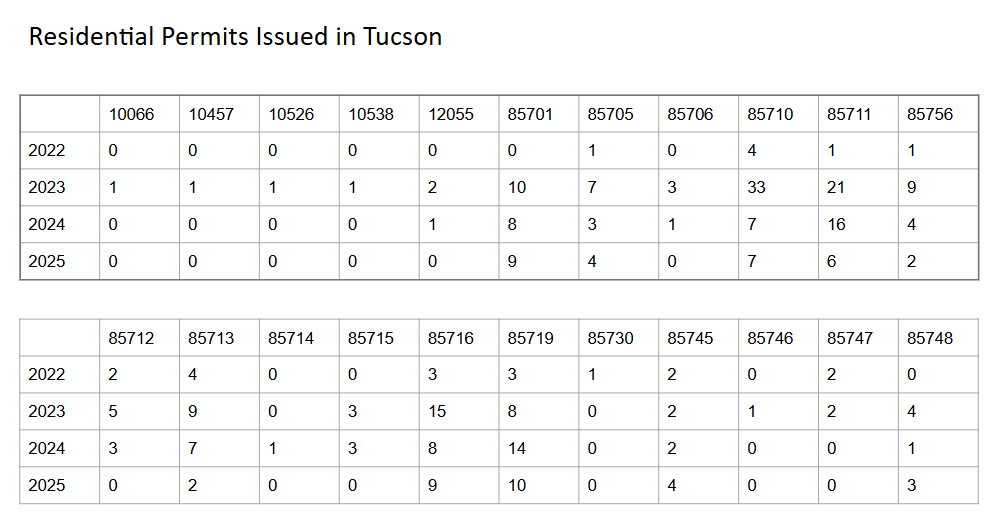 Residential Permits Issued in Tucson
10066 10457 10526 10538 12055 85701 85705 85706 85710 85711 85756
2022 0 0 0 0 0 0 1 0 4 1 1
2023 1 1 1 1 2 10 7 3 33 21 9
2024 0 0 0 0 1 8 3 1 7 16 4
2025 0 0 0 0 0 9 4 0 7 6 2
85712 85713 85714 85715 85716 85719 85730 85745 85746 85747 85748
2022 2 4 0 0 3 3 1 2 0 2 0
2023 5 9 0 3 15 8 0 2 1 2 4
2024 3 7 1 3 8 14 0 2 0 0 1
2025 0 2 0 0 9 10 0 4 0 0 3